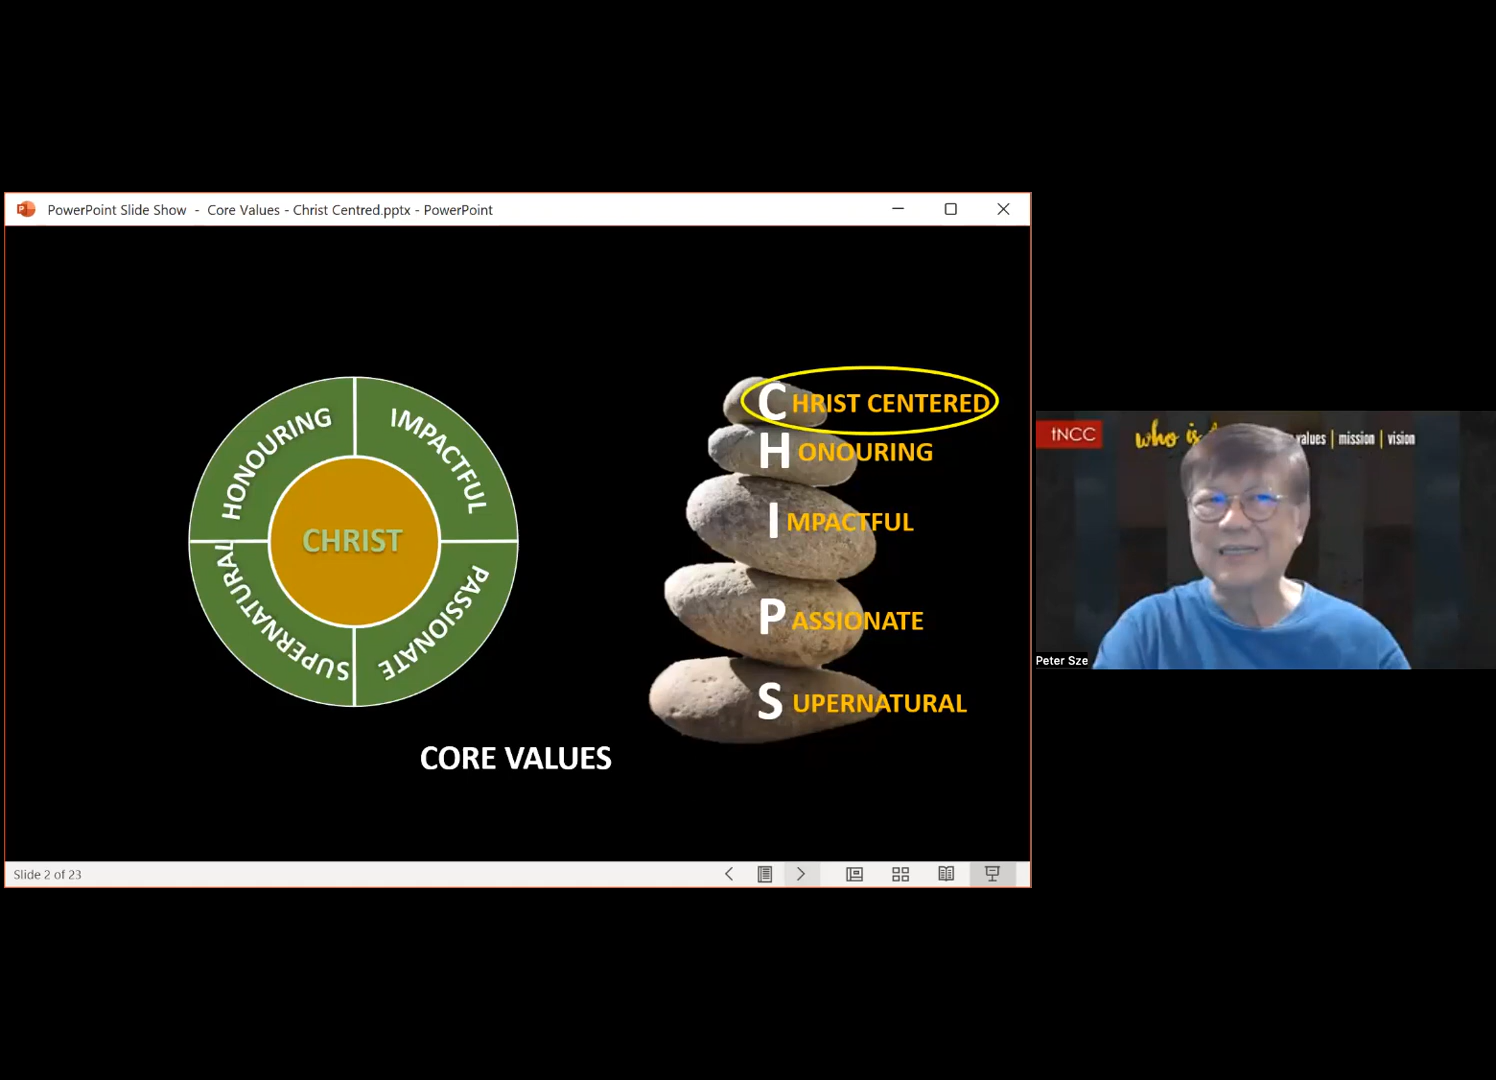 PowerPoint Slide Show - Core Values - Christ Centred.pptx - PowerPoint
HONOURING
IMPACTFUL
CHRIST
SUPERNATURAL
PASSIONATE
CORE VALUES
CHRIST CENTERED
HONOURING
IMPACTFUL
PASSIONATE
SUPERNATURAL
Slide 2 of 23
tNCC
who is
values | mission | vision
Peter Sze